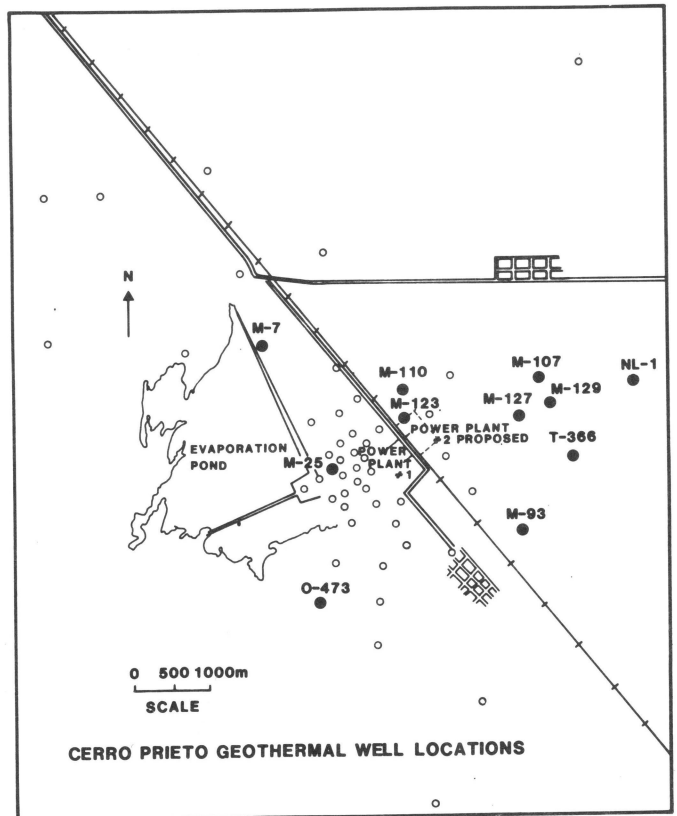 N
M-7
M-110
M-107
NL-1
M-129
M-123
M-127
POWER PLANT
#2 PROPOSED
T-366
EVAPORATION
POND
M-25
POWER
PLANT
#1
M-93
O-473
0 500 1000m
SCALE
CERRO PRIETO GEOTHERMAL WELL LOCATIONS